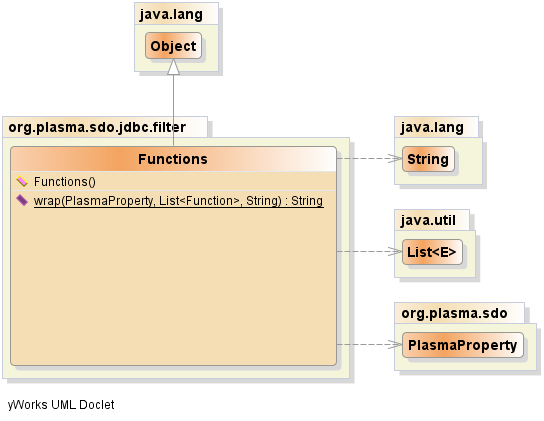 java.lang
Object
org.plasma.sdo.jdbc.filter
Functions
Functions()
wrap(PlasmaProperty, List<Function>, String) : String
java.lang
String
java.util
List<E>
org.plasma.sdo
PlasmaProperty
yWorks UML Doclet